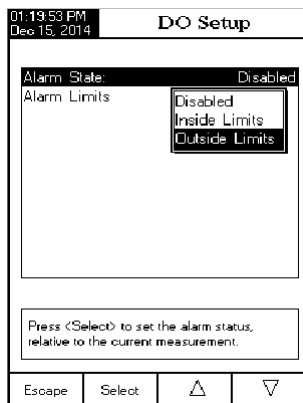 01:19:53 PM
Dec 15, 2014
DO Setup
Alarm State: Disabled
Alarm Limits
Disabled
Inside Limits
Outside Limits
Press <Select> to set the alarm status,
relative to the current measurement.
Escape Select △ ▽